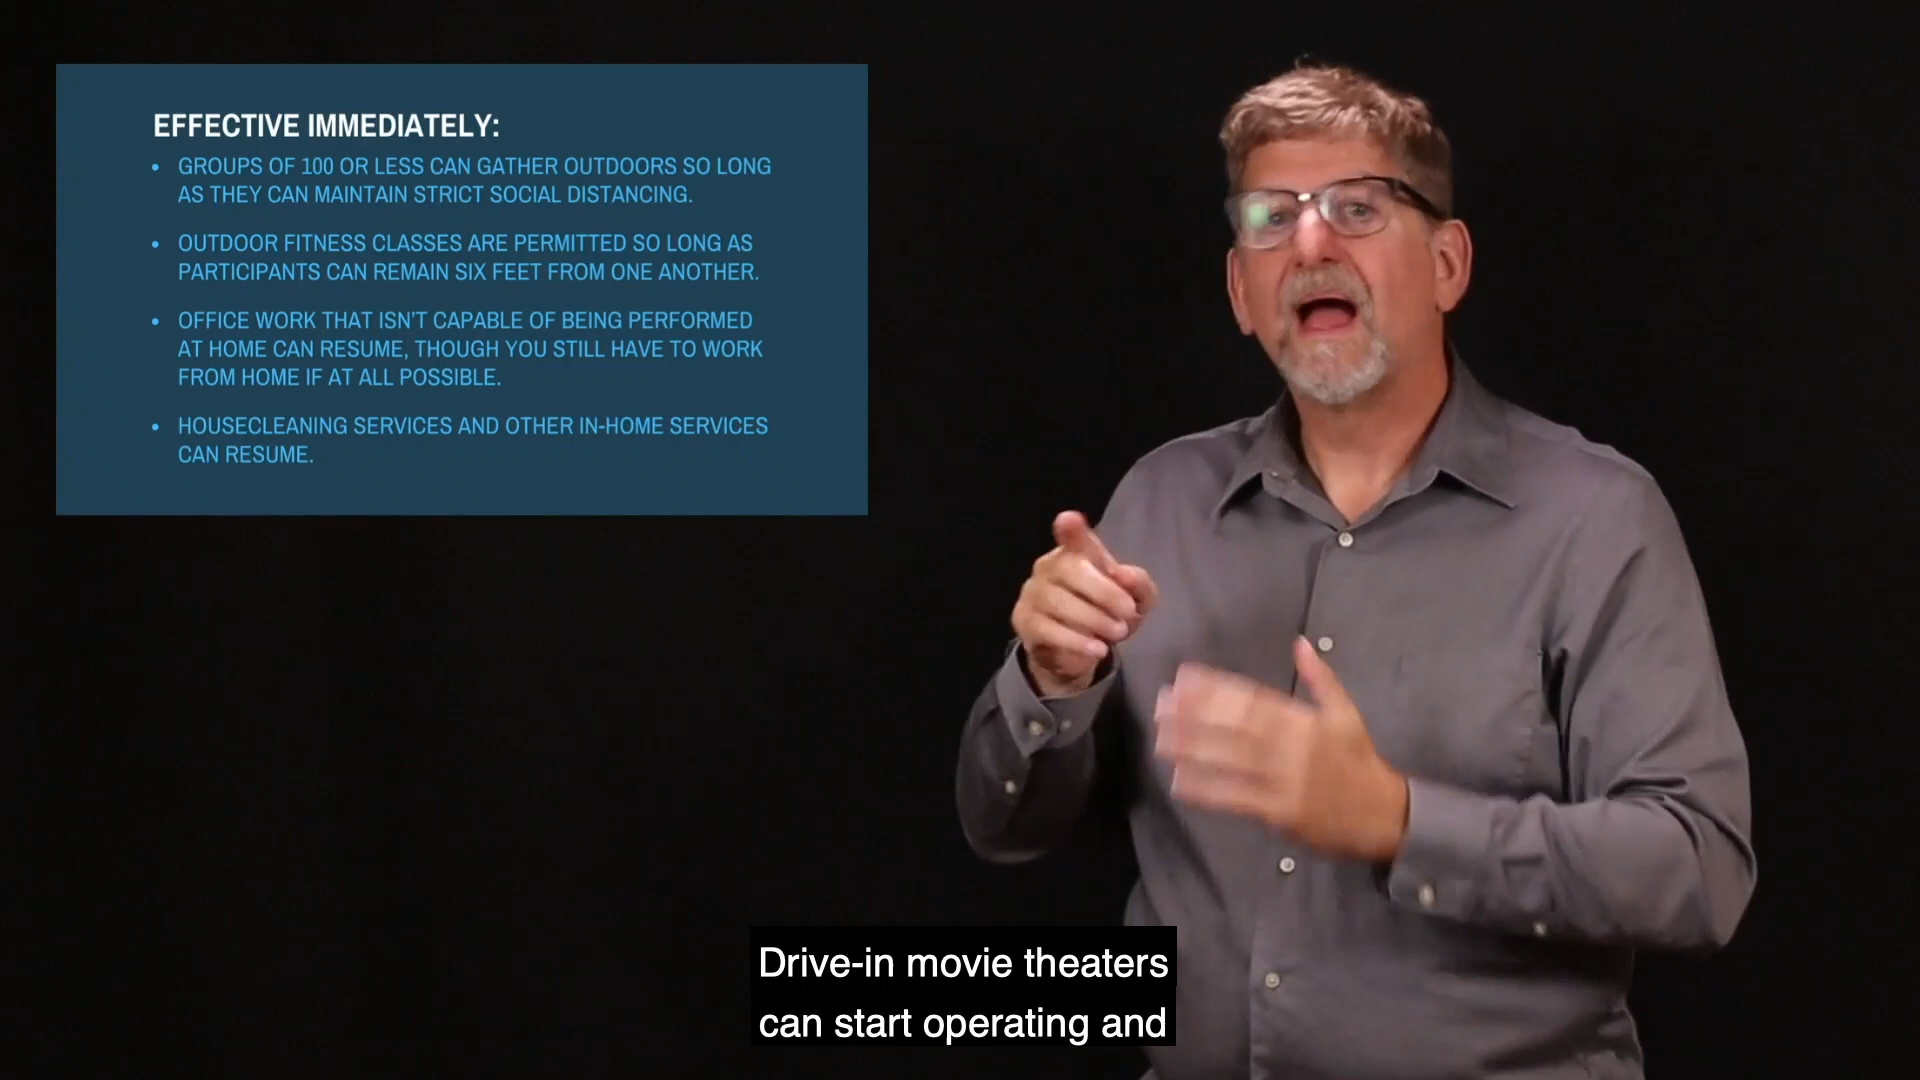 EFFECTIVE IMMEDIATELY:
• GROUPS OF 100 OR LESS CAN GATHER OUTDOORS SO LONG
AS THEY CAN MAINTAIN STRICT SOCIAL DISTANCING.
• OUTDOOR FITNESS CLASSES ARE PERMITTED SO LONG AS
PARTICIPANTS CAN REMAIN SIX FEET FROM ONE ANOTHER.
• OFFICE WORK THAT ISN'T CAPABLE OF BEING PERFORMED
AT HOME CAN RESUME, THOUGH YOU STILL HAVE TO WORK
FROM HOME IF AT ALL POSSIBLE.
• HOUSECLEANING SERVICES AND OTHER IN-HOME SERVICES
CAN RESUME.
Drive-in movie theaters
can start operating and